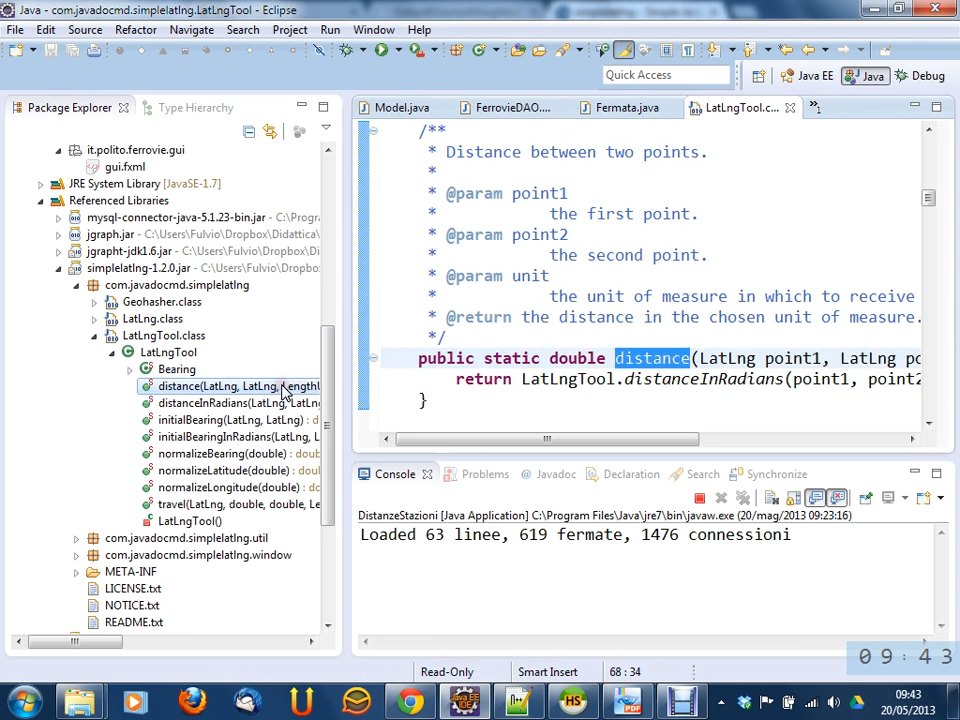 Java - com.javadocmd.simplelatlng.LatLngTool - Eclipse
File Edit Source Refactor Navigate Search Project Run Window Help
Quick Access
Java EE
Java
Debug
Package Explorer
Type Hierarchy
it.polito.ferrovie.gui
gui.fxml
JRE System Library [JavaSE-1.7]
Referenced Libraries
mysql-connector-java-5.1.23-bin.jar - C:\Progra
jgraph.jar - C:\Users\Fulvio\Dropbox\Didattica
jgrapht-jdk1.6.jar - C:\Users\Fulvio\Dropbox\D
simplelatlng-1.2.0.jar - C:\Users\Fulvio\Dropbox
com.javadocmd.simplelatlng
Geohasher.class
LatLng.class
LatLngTool.class
LatLngTool
Bearing
distance(LatLng, LatLng, LengthU
distanceInRadians(LatLng, LatLng
initialBearing(LatLng, LatLng) : d
initialBearingInRadians(LatLng, L
normalizeBearing(double) : doub
normalizeLatitude(double) : doub
normalizeLongitude(double) : do
travel(LatLng, double, double, Le
LatLngTool()
com.javadocmd.simplelatlng.util
com.javadocmd.simplelatlng.window
META-INF
LICENSE.txt
NOTICE.txt
README.txt
Model.java
FerrovieDAO....
Fermata.java
LatLngTool.c...
»1
/**
* Distance between two points.
*
* @param point1
* the first point.
* @param point2
* the second point.
* @param unit
* the unit of measure in which to receive
* @return the distance in the chosen unit of measure.
*/
public static double distance(LatLng point1, LatLng po
return LatLngTool.distanceInRadians(point1, point2
}
Console
Problems
@ Javadoc
Declaration
Search
Synchronize
DistanzeStazioni [Java Application] C:\Program Files\Java\jre7\bin\javaw.exe (20/mag/2013 09:23:16)
Loaded 63 linee, 619 fermate, 1476 connessioni
09:43
Read-Only
Smart Insert
68 : 34
Java EE
IDE
HS
PDF
09:43
20/05/2013